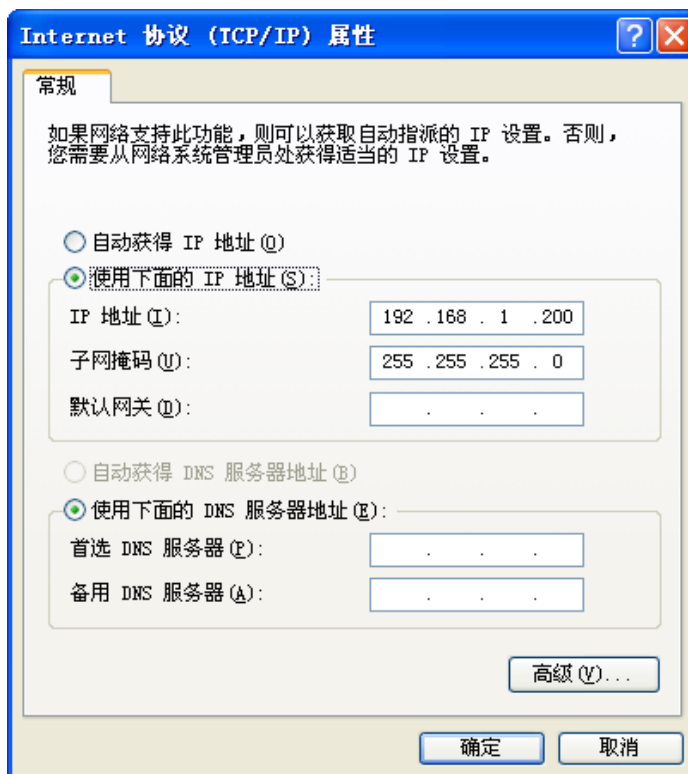 Internet 协议 (TCP/IP) 属性
常规
如果网络支持此功能，则可以获取自动指派的 IP 设置。否则，
您需要从网络系统管理员处获得适当的 IP 设置。
自动获得 IP 地址(O)
使用下面的 IP 地址(S):
IP 地址(I): 192 .168 . 1 .200
子网掩码(U): 255 .255 .255 . 0
默认网关(D): . . .
自动获得 DNS 服务器地址(B)
使用下面的 DNS 服务器地址(E):
首选 DNS 服务器(P): . . .
备用 DNS 服务器(A): . . .
高级(V)...
确定 取消